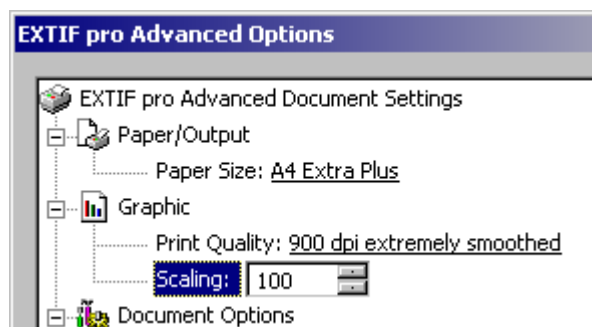 EXTIF pro Advanced Options
EXTIF pro Advanced Document Settings
Paper/Output
Paper Size: A4 Extra Plus
Graphic
Print Quality: 900 dpi extremely smoothed
Scaling: 100
Document Options